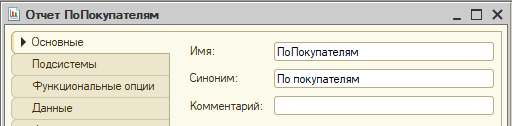 Отчет ПоПокупателям
Основные
Подсистемы
Функциональные опции
Данные
Имя: ПоПокупателям
Синоним: По покупателям
Комментарий: